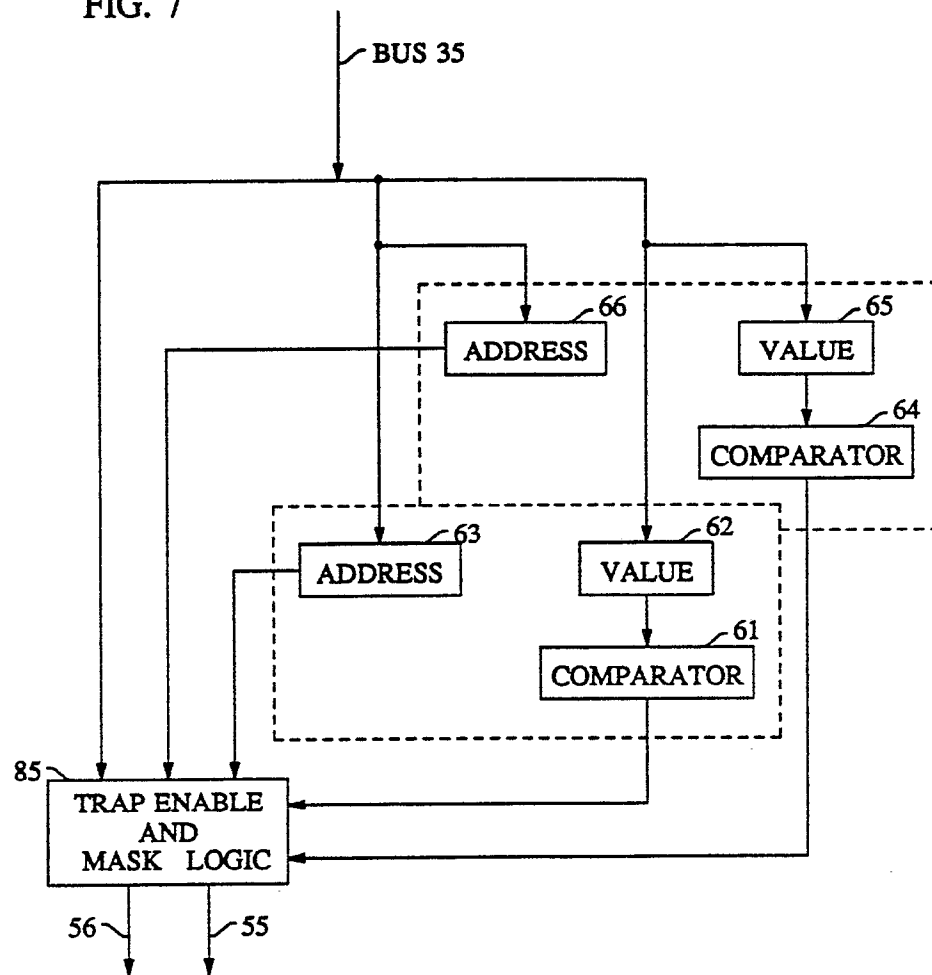 FIG. 7
BUS 35
66
ADDRESS
65
VALUE
64
COMPARATOR
63
ADDRESS
62
VALUE
61
COMPARATOR
85
TRAP ENABLE
AND
MASK LOGIC
56
55